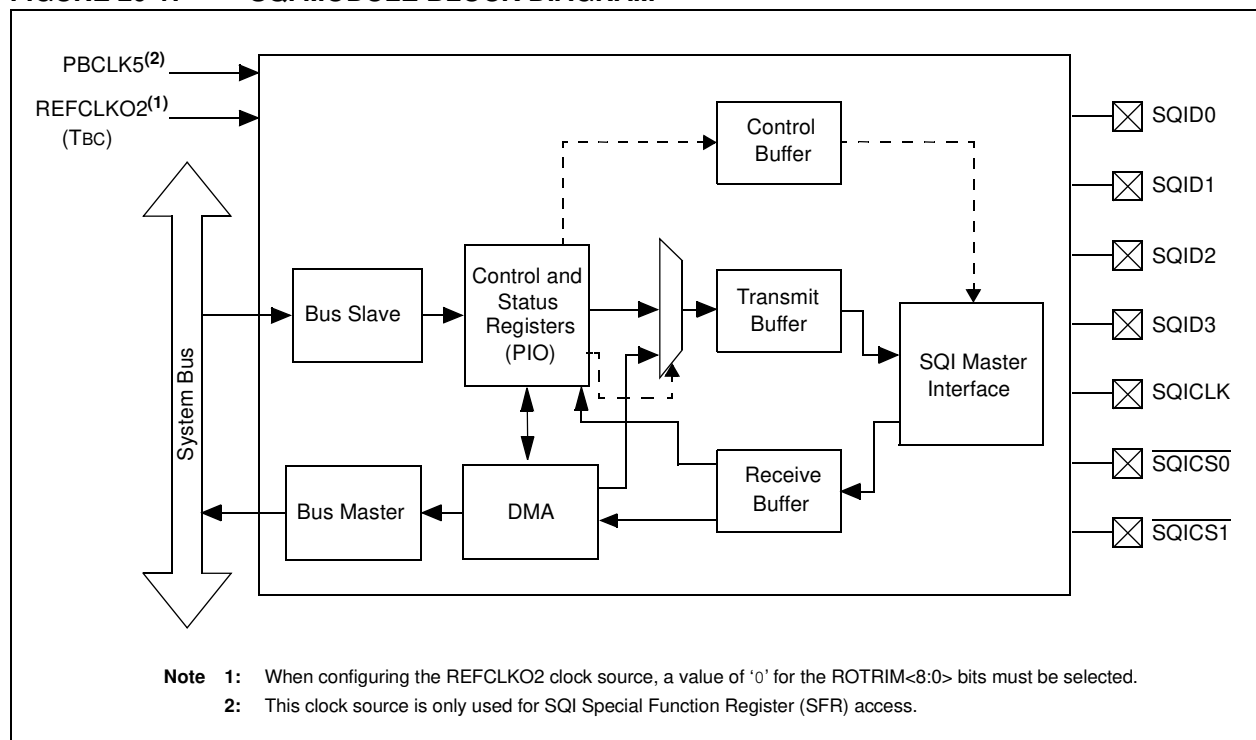 PBCLK5(2)
REFCLKO2(1)
(TBC)
System Bus
Bus Slave
Control and
Status
Registers
(PIO)
Control
Buffer
Transmit
Buffer
SQI Master
Interface
Bus Master
DMA
Receive
Buffer
SQID0
SQID1
SQID2
SQID3
SQICLK
SQICS0
SQICS1
Note 1: When configuring the REFCLKO2 clock source, a value of ‘0’ for the ROTRIM<8:0> bits must be selected.
2: This clock source is only used for SQI Special Function Register (SFR) access.